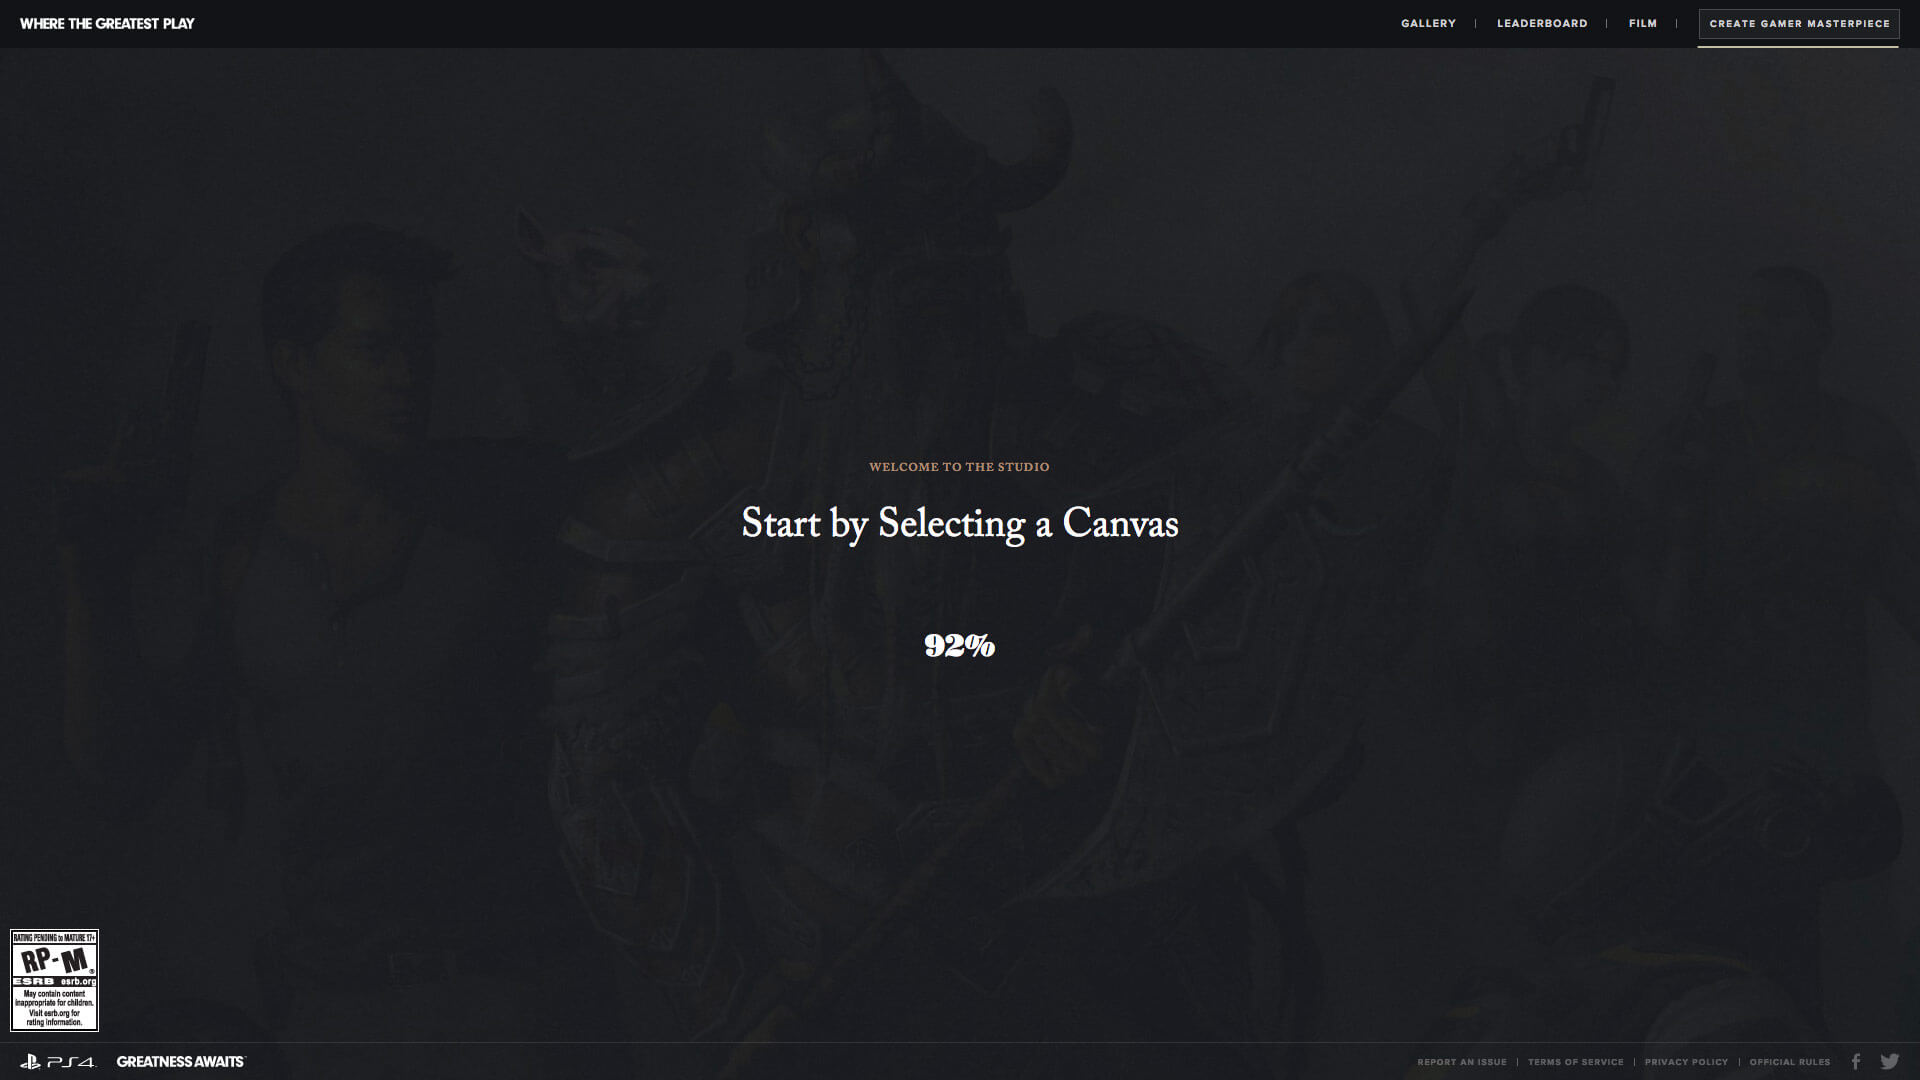 WHERE THE GREATEST PLAY
GALLERY | LEADERBOARD | FILM | CREATE GAMER MASTERPIECE
WELCOME TO THE STUDIO
Start by Selecting a Canvas
92%
RATING PENDING to MATURE 17+
RP-M®
ESRB esrb.org
May contain content
inappropriate for children.
Visit esrb.org for
rating information.
PS4 GREATNESS AWAITS
REPORT AN ISSUE | TERMS OF SERVICE | PRIVACY POLICY | OFFICIAL RULES